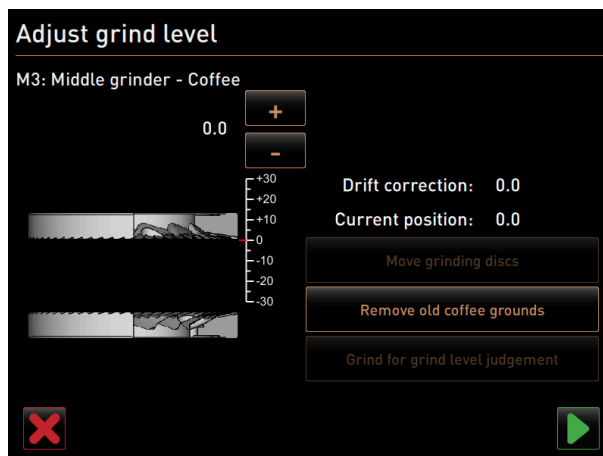 Adjust grind level
M3: Middle grinder - Coffee
+
0.0
-
+30
+20
+10
0
-10
-20
-30
Drift correction: 0.0
Current position: 0.0
Move grinding discs
Remove old coffee grounds
Grind for grind level judgement